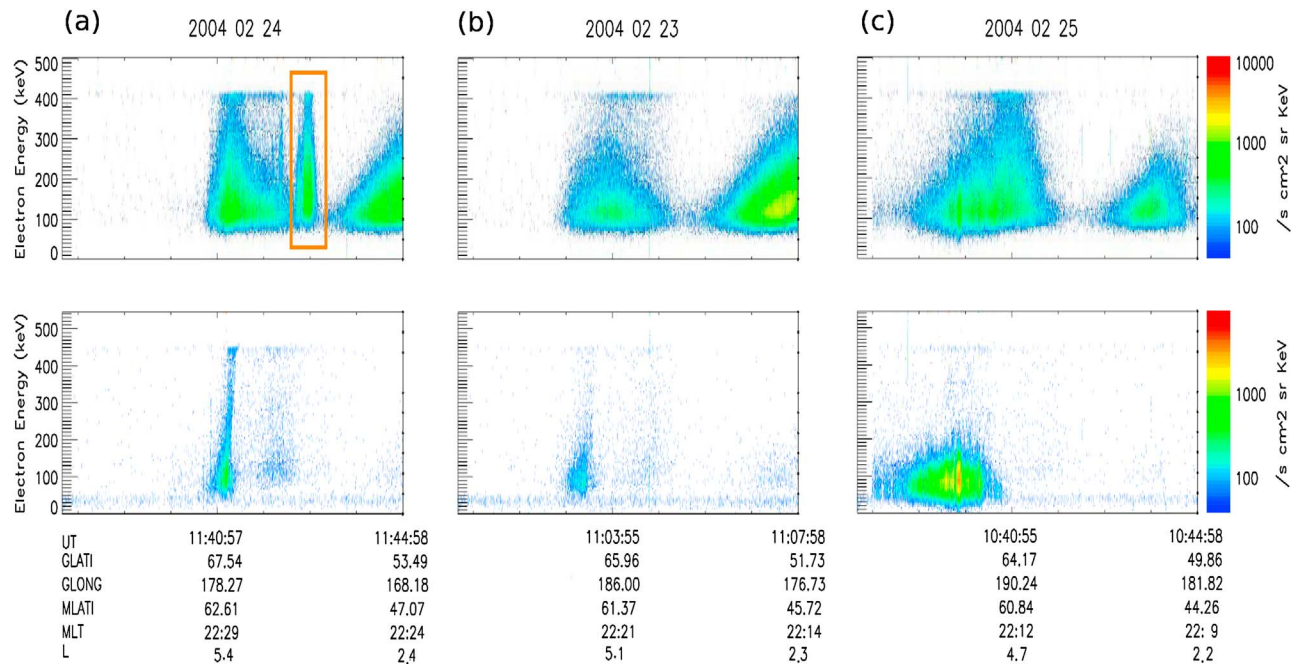 (a) 2004 02 24 (b) 2004 02 23 (c) 2004 02 25
Electron Energy (keV)
500
400
300
200
100
0
10000
1000
100
/s cm^2 sr KeV
Electron Energy (keV)
500
400
300
200
100
0
1000
100
/s cm^2 sr KeV
UT 11:40:57 11:44:58 11:03:55 11:07:58 10:40:55 10:44:58
GLATI 67.54 53.49 65.96 51.73 64.17 49.86
GLONG 178.27 168.18 186.00 176.73 190.24 181.82
MLATI 62.61 47.07 61.37 45.72 60.84 44.26
MLT 22:29 22:24 22:21 22:14 22:12 22: 9
L 5.4 2.4 5.1 2.3 4.7 2.2